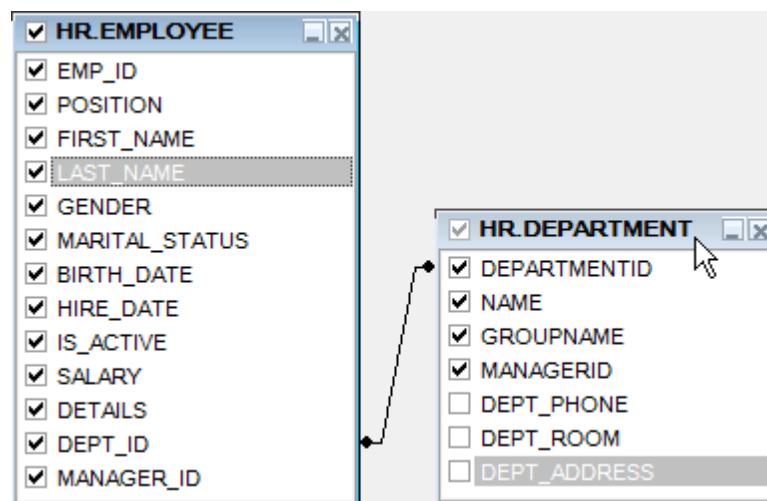 HR.EMPLOYEE
EMP_ID
POSITION
FIRST_NAME
LAST_NAME
GENDER
MARITAL_STATUS
BIRTH_DATE
HIRE_DATE
IS_ACTIVE
SALARY
DETAILS
DEPT_ID
MANAGER_ID
HR.DEPARTMENT
DEPARTMENTID
NAME
GROUPNAME
MANAGERID
DEPT_PHONE
DEPT_ROOM
DEPT_ADDRESS